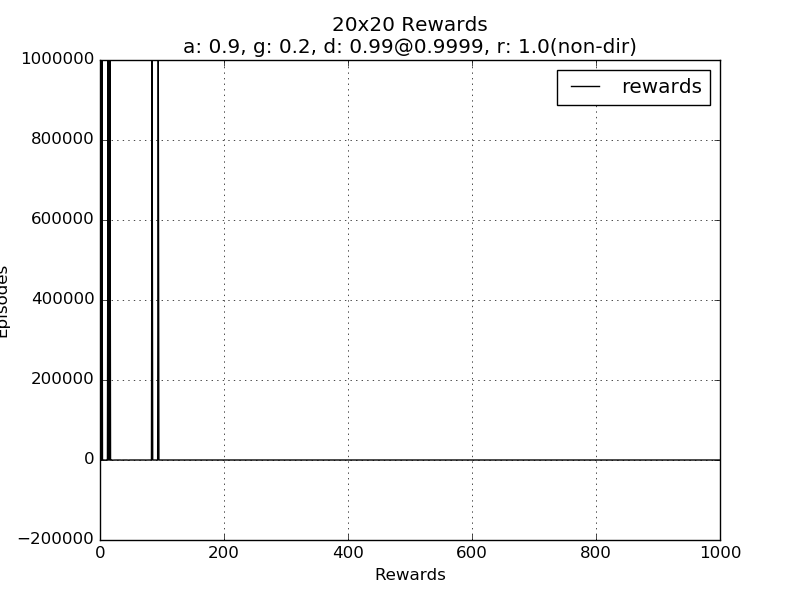 20x20 Rewards
a: 0.9, g: 0.2, d: 0.99@0.9999, r: 1.0(non-dir)
1000000
rewards
800000
600000
400000
Episodes
200000
0
−200000
0 200 400 600 800 1000
Rewards